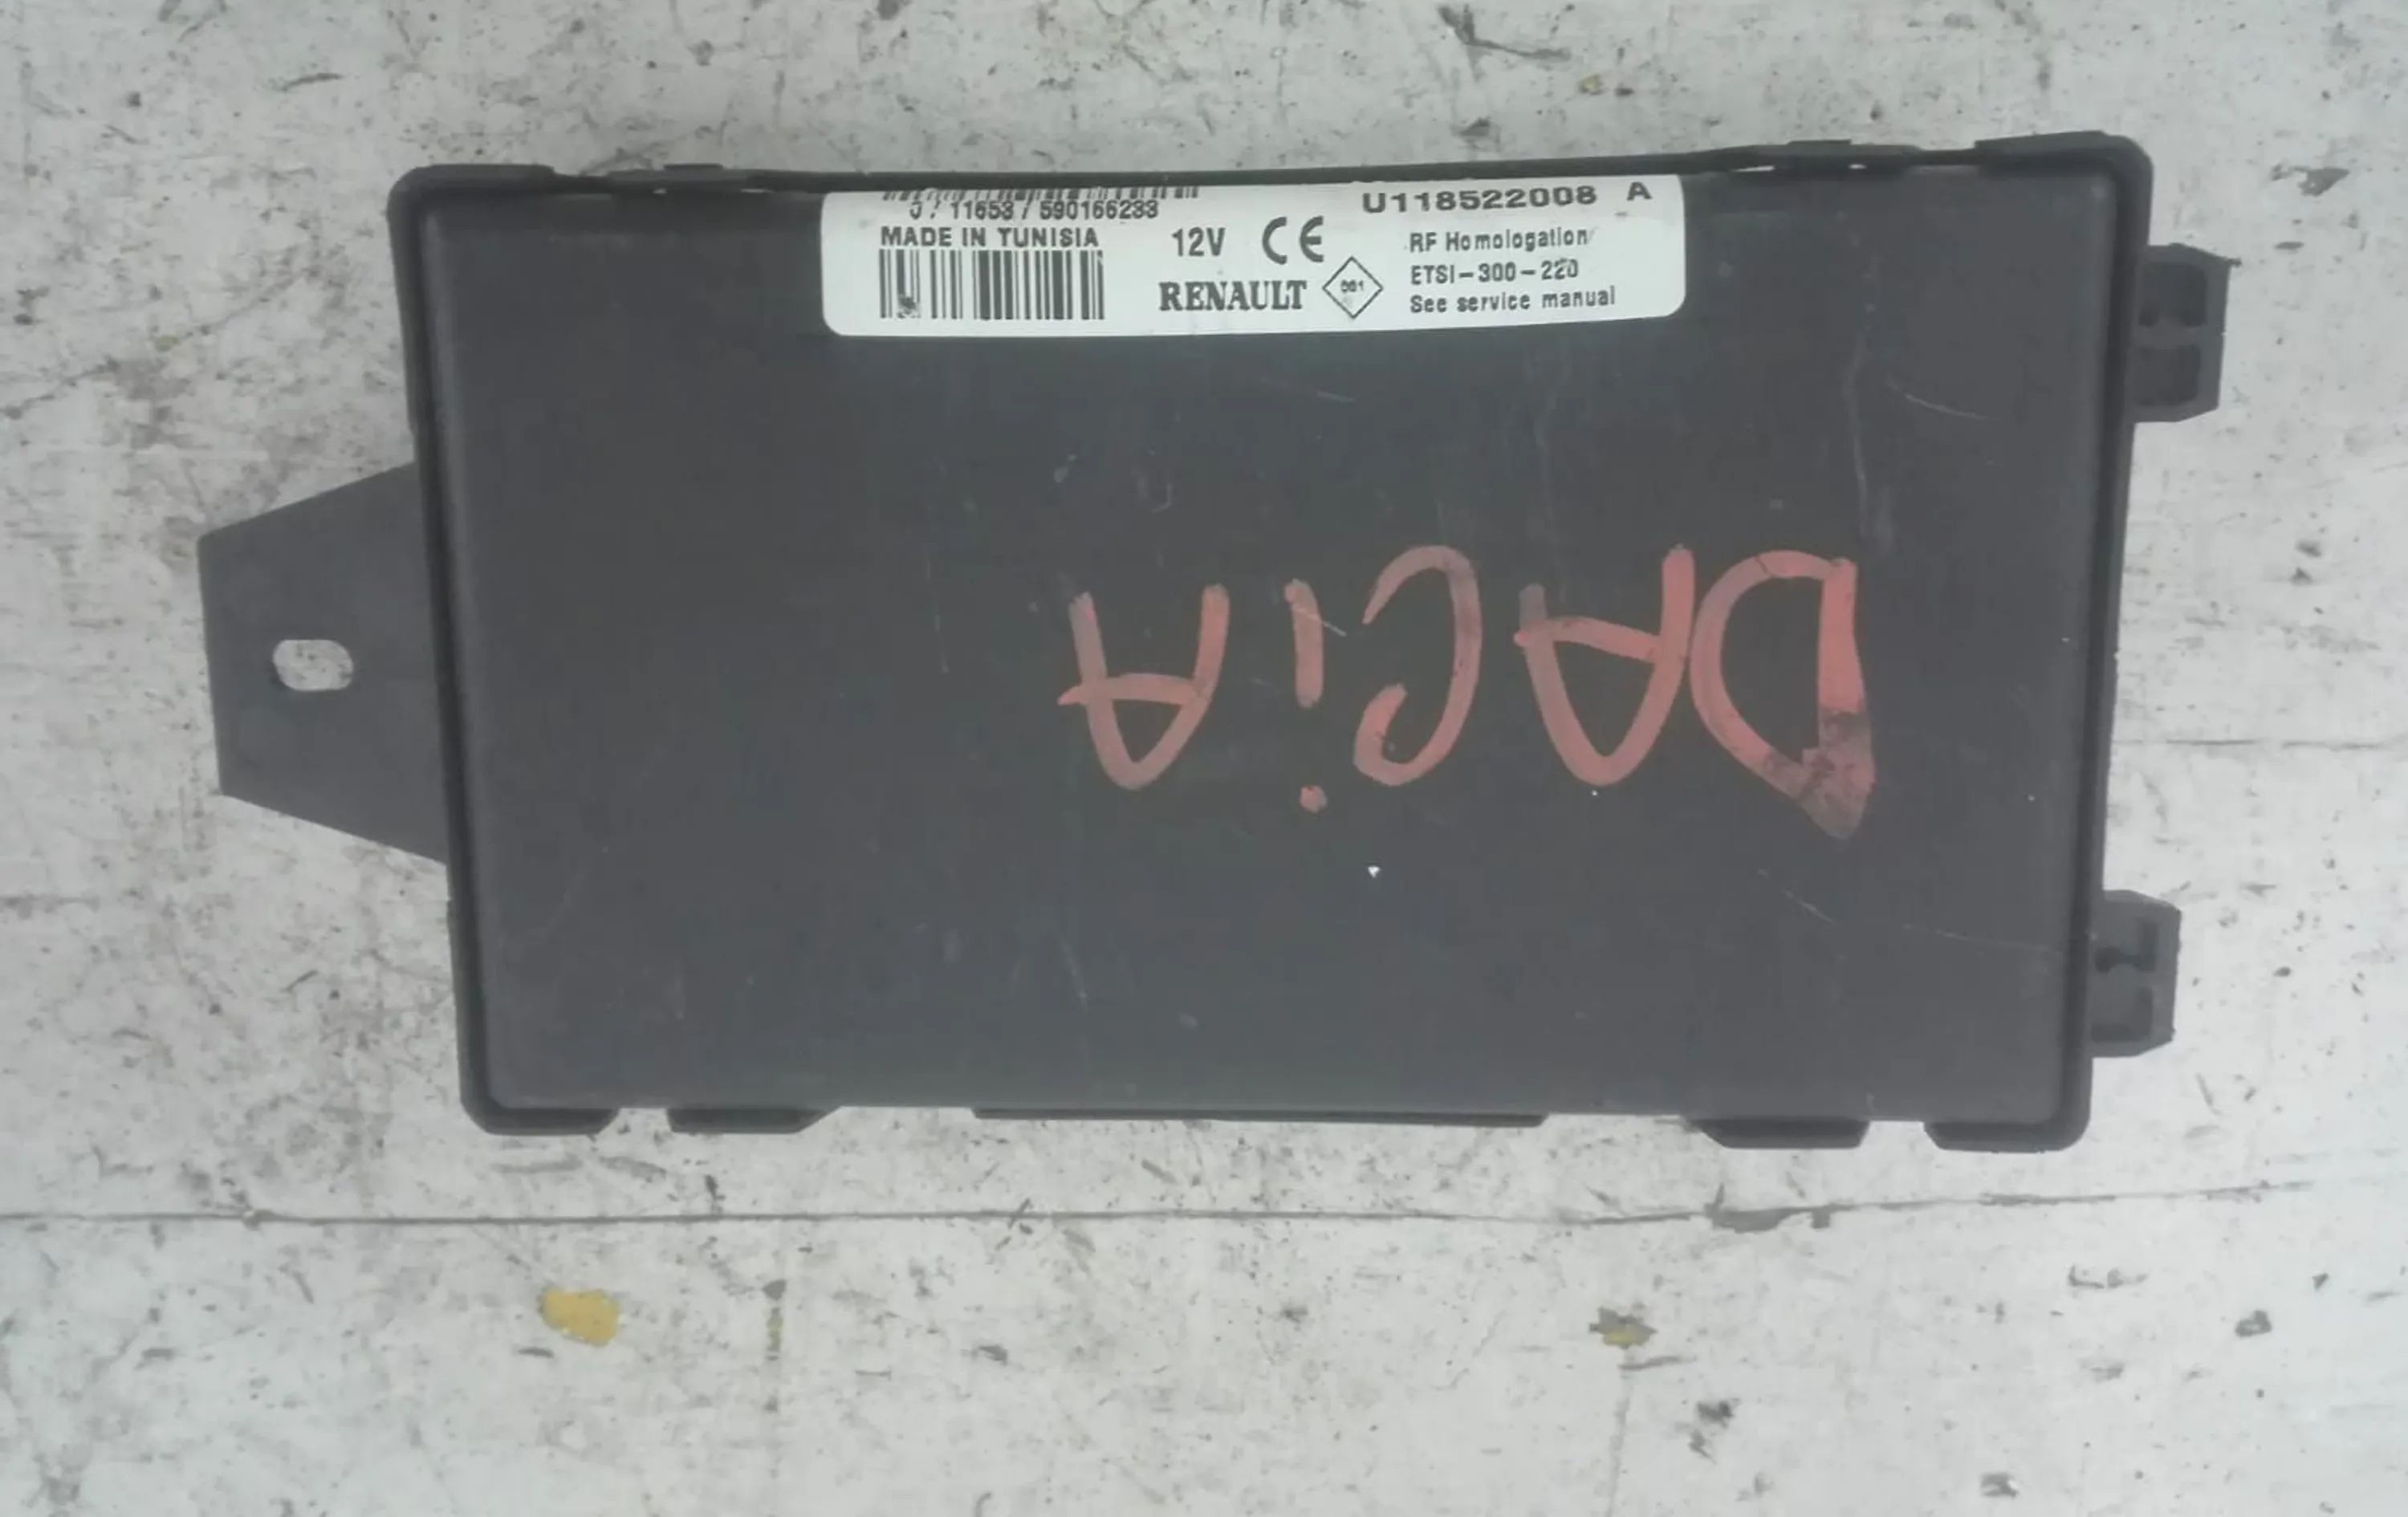 11653 / 590166233
U118522008 A
MADE IN TUNISIA
12V CE
RF Homologation
ETSI-300-220
RENAULT
See service manual
DACiA